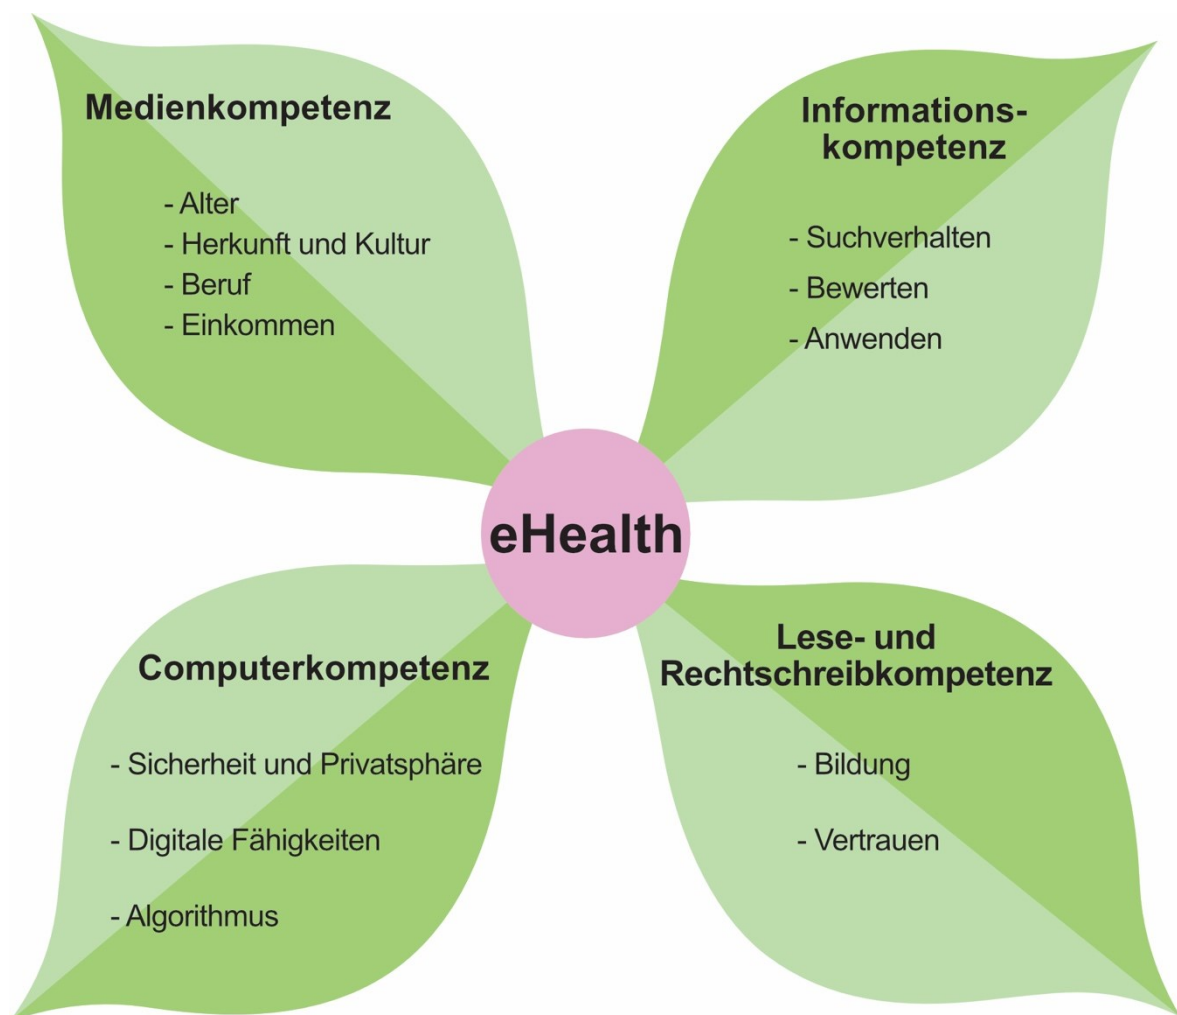 Medienkompetenz
- Alter
- Herkunft und Kultur
- Beruf
- Einkommen
Informations-
kompetenz
- Suchverhalten
- Bewerten
- Anwenden
eHealth
Computerkompetenz
- Sicherheit und Privatsphäre
- Digitale Fähigkeiten
- Algorithmus
Lese- und
Rechtschreibkompetenz
- Bildung
- Vertrauen